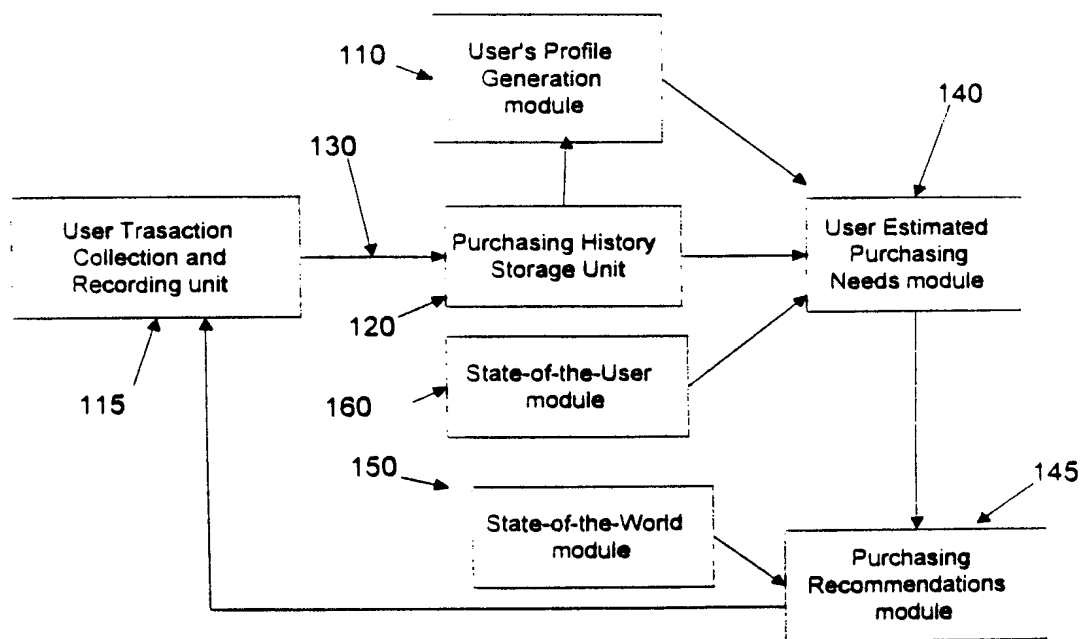 110
User's Profile
Generation
module
140
130
User Trasaction
Collection and
Recording unit
Purchasing History
Storage Unit
User Estimated
Purchasing
Needs module
120
115
State-of-the-User
module
160
150
State-of-the-World
module
145
Purchasing
Recommendations
module